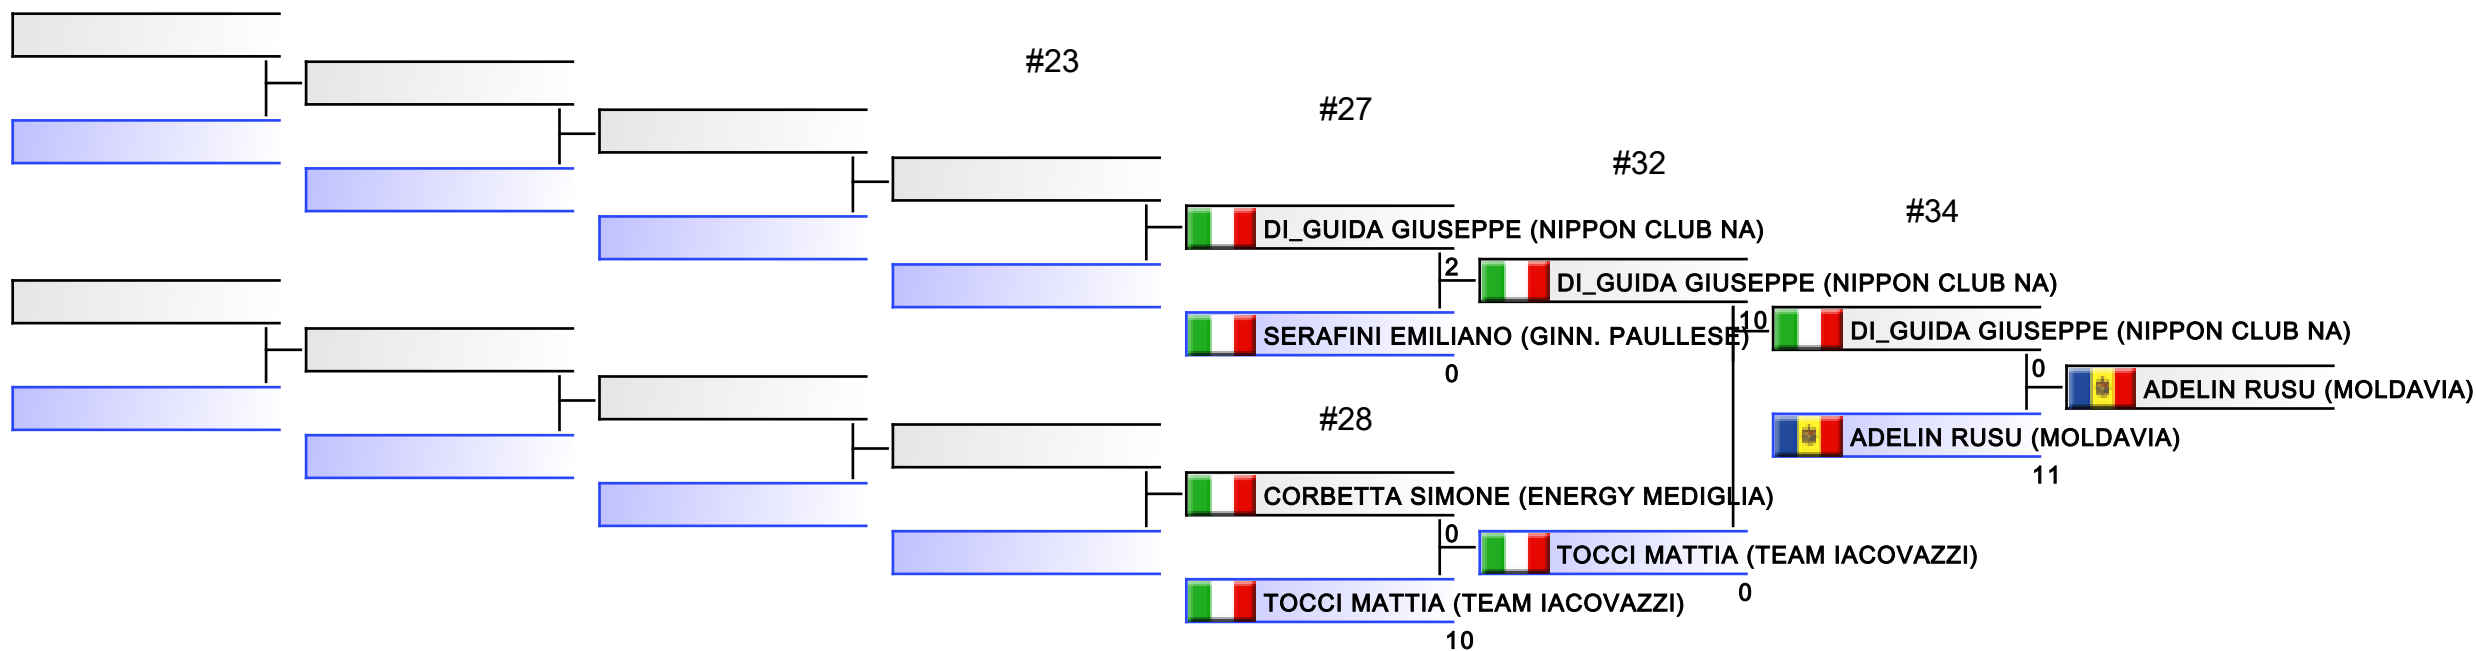 #23
#27
#32
#34
DI_GUIDA GIUSEPPE (NIPPON CLUB NA)
2
DI_GUIDA GIUSEPPE (NIPPON CLUB NA)
SERAFINI EMILIANO (GINN. PAULLESE)
0
10
DI_GUIDA GIUSEPPE (NIPPON CLUB NA)
0
ADELIN RUSU (MOLDAVIA)
ADELIN RUSU (MOLDAVIA)
11
#28
CORBETTA SIMONE (ENERGY MEDIGLIA)
0
TOCCI MATTIA (TEAM IACOVAZZI)
0
TOCCI MATTIA (TEAM IACOVAZZI)
10